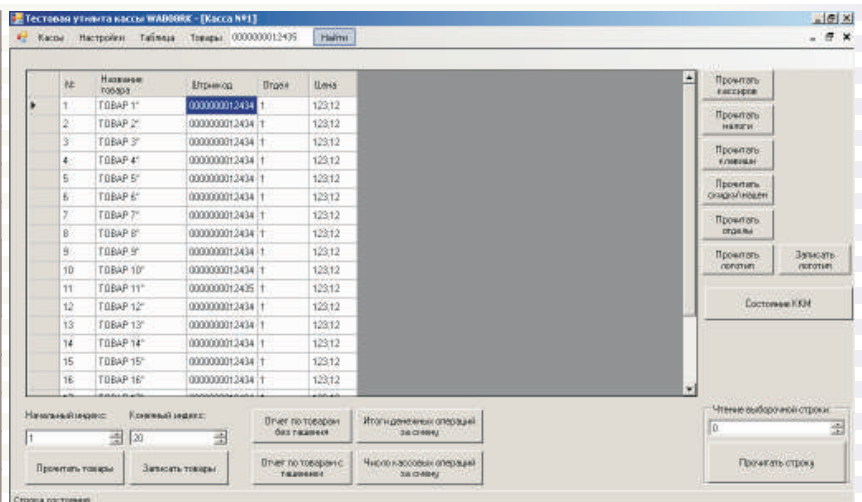 Тестовая утилита кассы WAB08RK - [Касса №1]
Кассы Настройки Таблица Товары 0000000012435 Найти
№ Название товара Штрихкод Отдел Цена
1 ТОВАР 1" 0000000012434 1 123,12
2 ТОВАР 2" 0000000012434 1 123,12
3 ТОВАР 3" 0000000012434 1 123,12
4 ТОВАР 4" 0000000012434 1 123,12
5 ТОВАР 5" 0000000012434 1 123,12
6 ТОВАР 6" 0000000012434 1 123,12
7 ТОВАР 7" 0000000012434 1 123,12
8 ТОВАР 8" 0000000012434 1 123,12
9 ТОВАР 9" 0000000012434 1 123,12
10 ТОВАР 10" 0000000012434 1 123,12
11 ТОВАР 11" 0000000012435 1 123,12
12 ТОВАР 12" 0000000012434 1 123,12
13 ТОВАР 13" 0000000012434 1 123,12
14 ТОВАР 14" 0000000012434 1 123,12
15 ТОВАР 15" 0000000012434 1 123,12
16 ТОВАР 16" 0000000012434 1 123,12
Прочитать
кассиров
Прочитать
налоги
Прочитать
клавиши
Прочитать
скидки/нацен
Прочитать
отделы
Прочитать
логотип
Записать
логотип
Состояние ККМ
Начальный индекс: Конечный индекс:
1 20
Прочитать товары Записать товары
Отчет по товарам
без гашения
Итоги денежных операций
за смену
Отчет по товарам с
гашением
Число кассовых операций
за смену
Чтение выборочной строки
0
Прочитать строку
Строка состояния